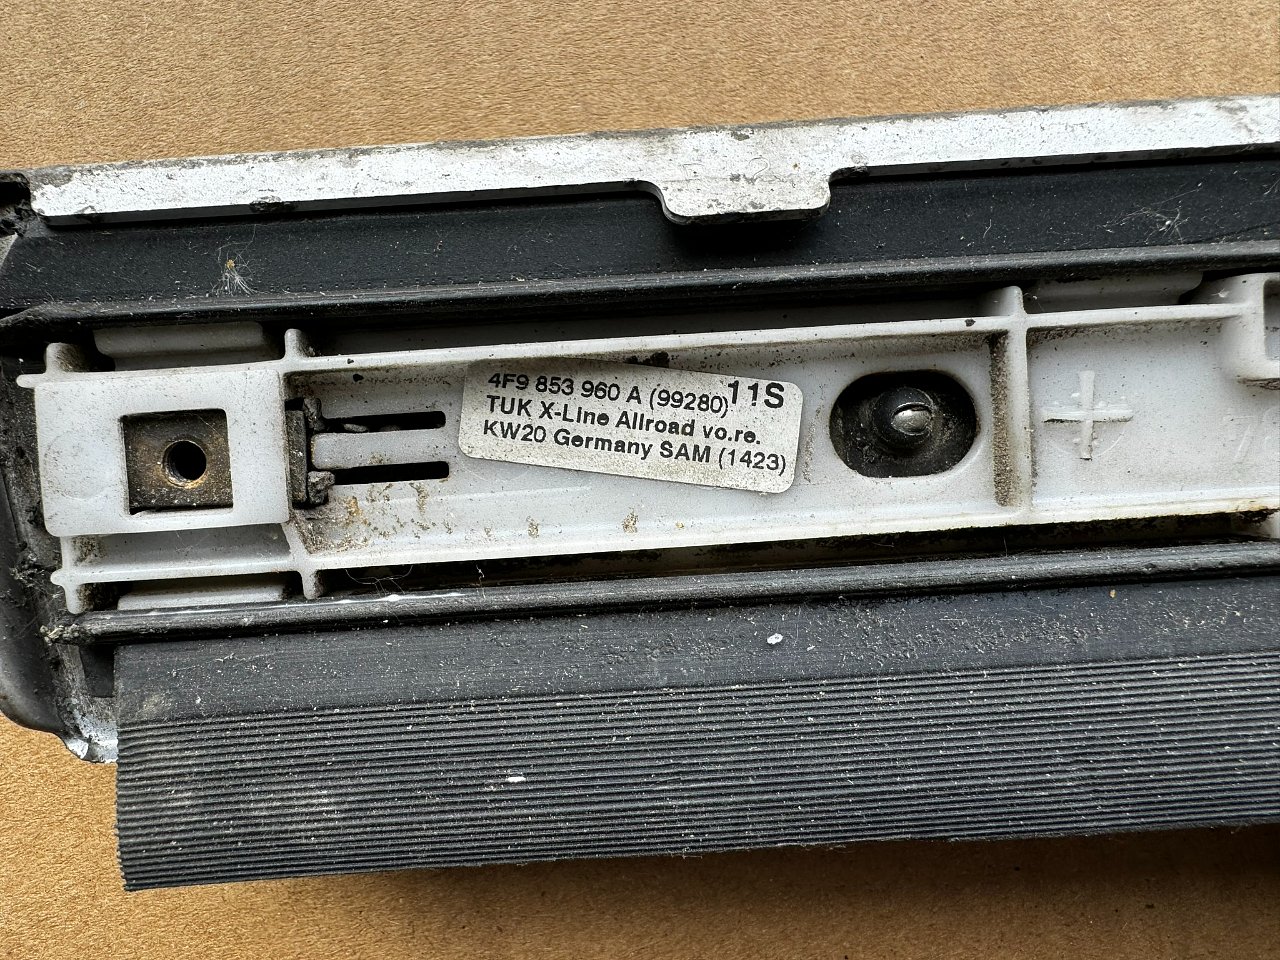 4F9 853 960 A (99280) 11S
TUK X-Line Allroad vo.re.
KW20 Germany SAM (1423)